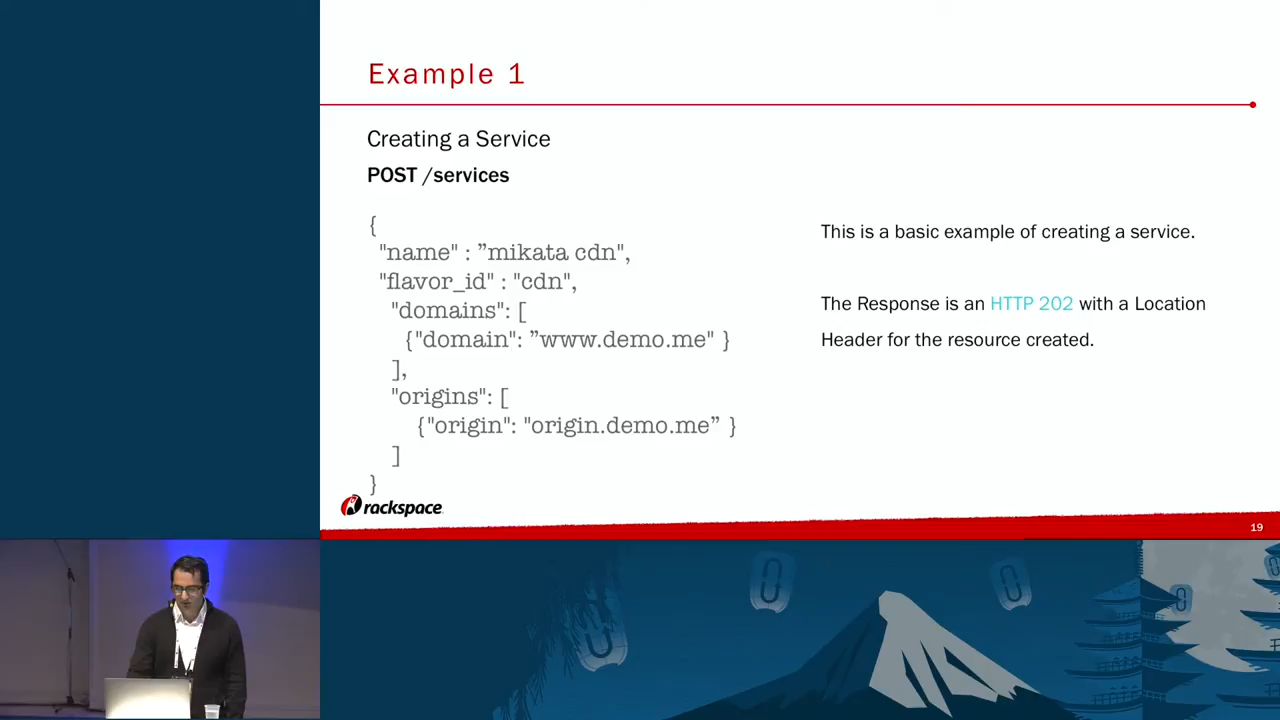 Example 1
Creating a Service
POST /services
{
"name" : ”mikata cdn",
"flavor_id" : "cdn",
"domains": [
{"domain": ”www.demo.me" }
],
"origins": [
{"origin": "origin.demo.me” }
]
}
This is a basic example of creating a service.
The Response is an HTTP 202 with a Location
Header for the resource created.
rackspace
19